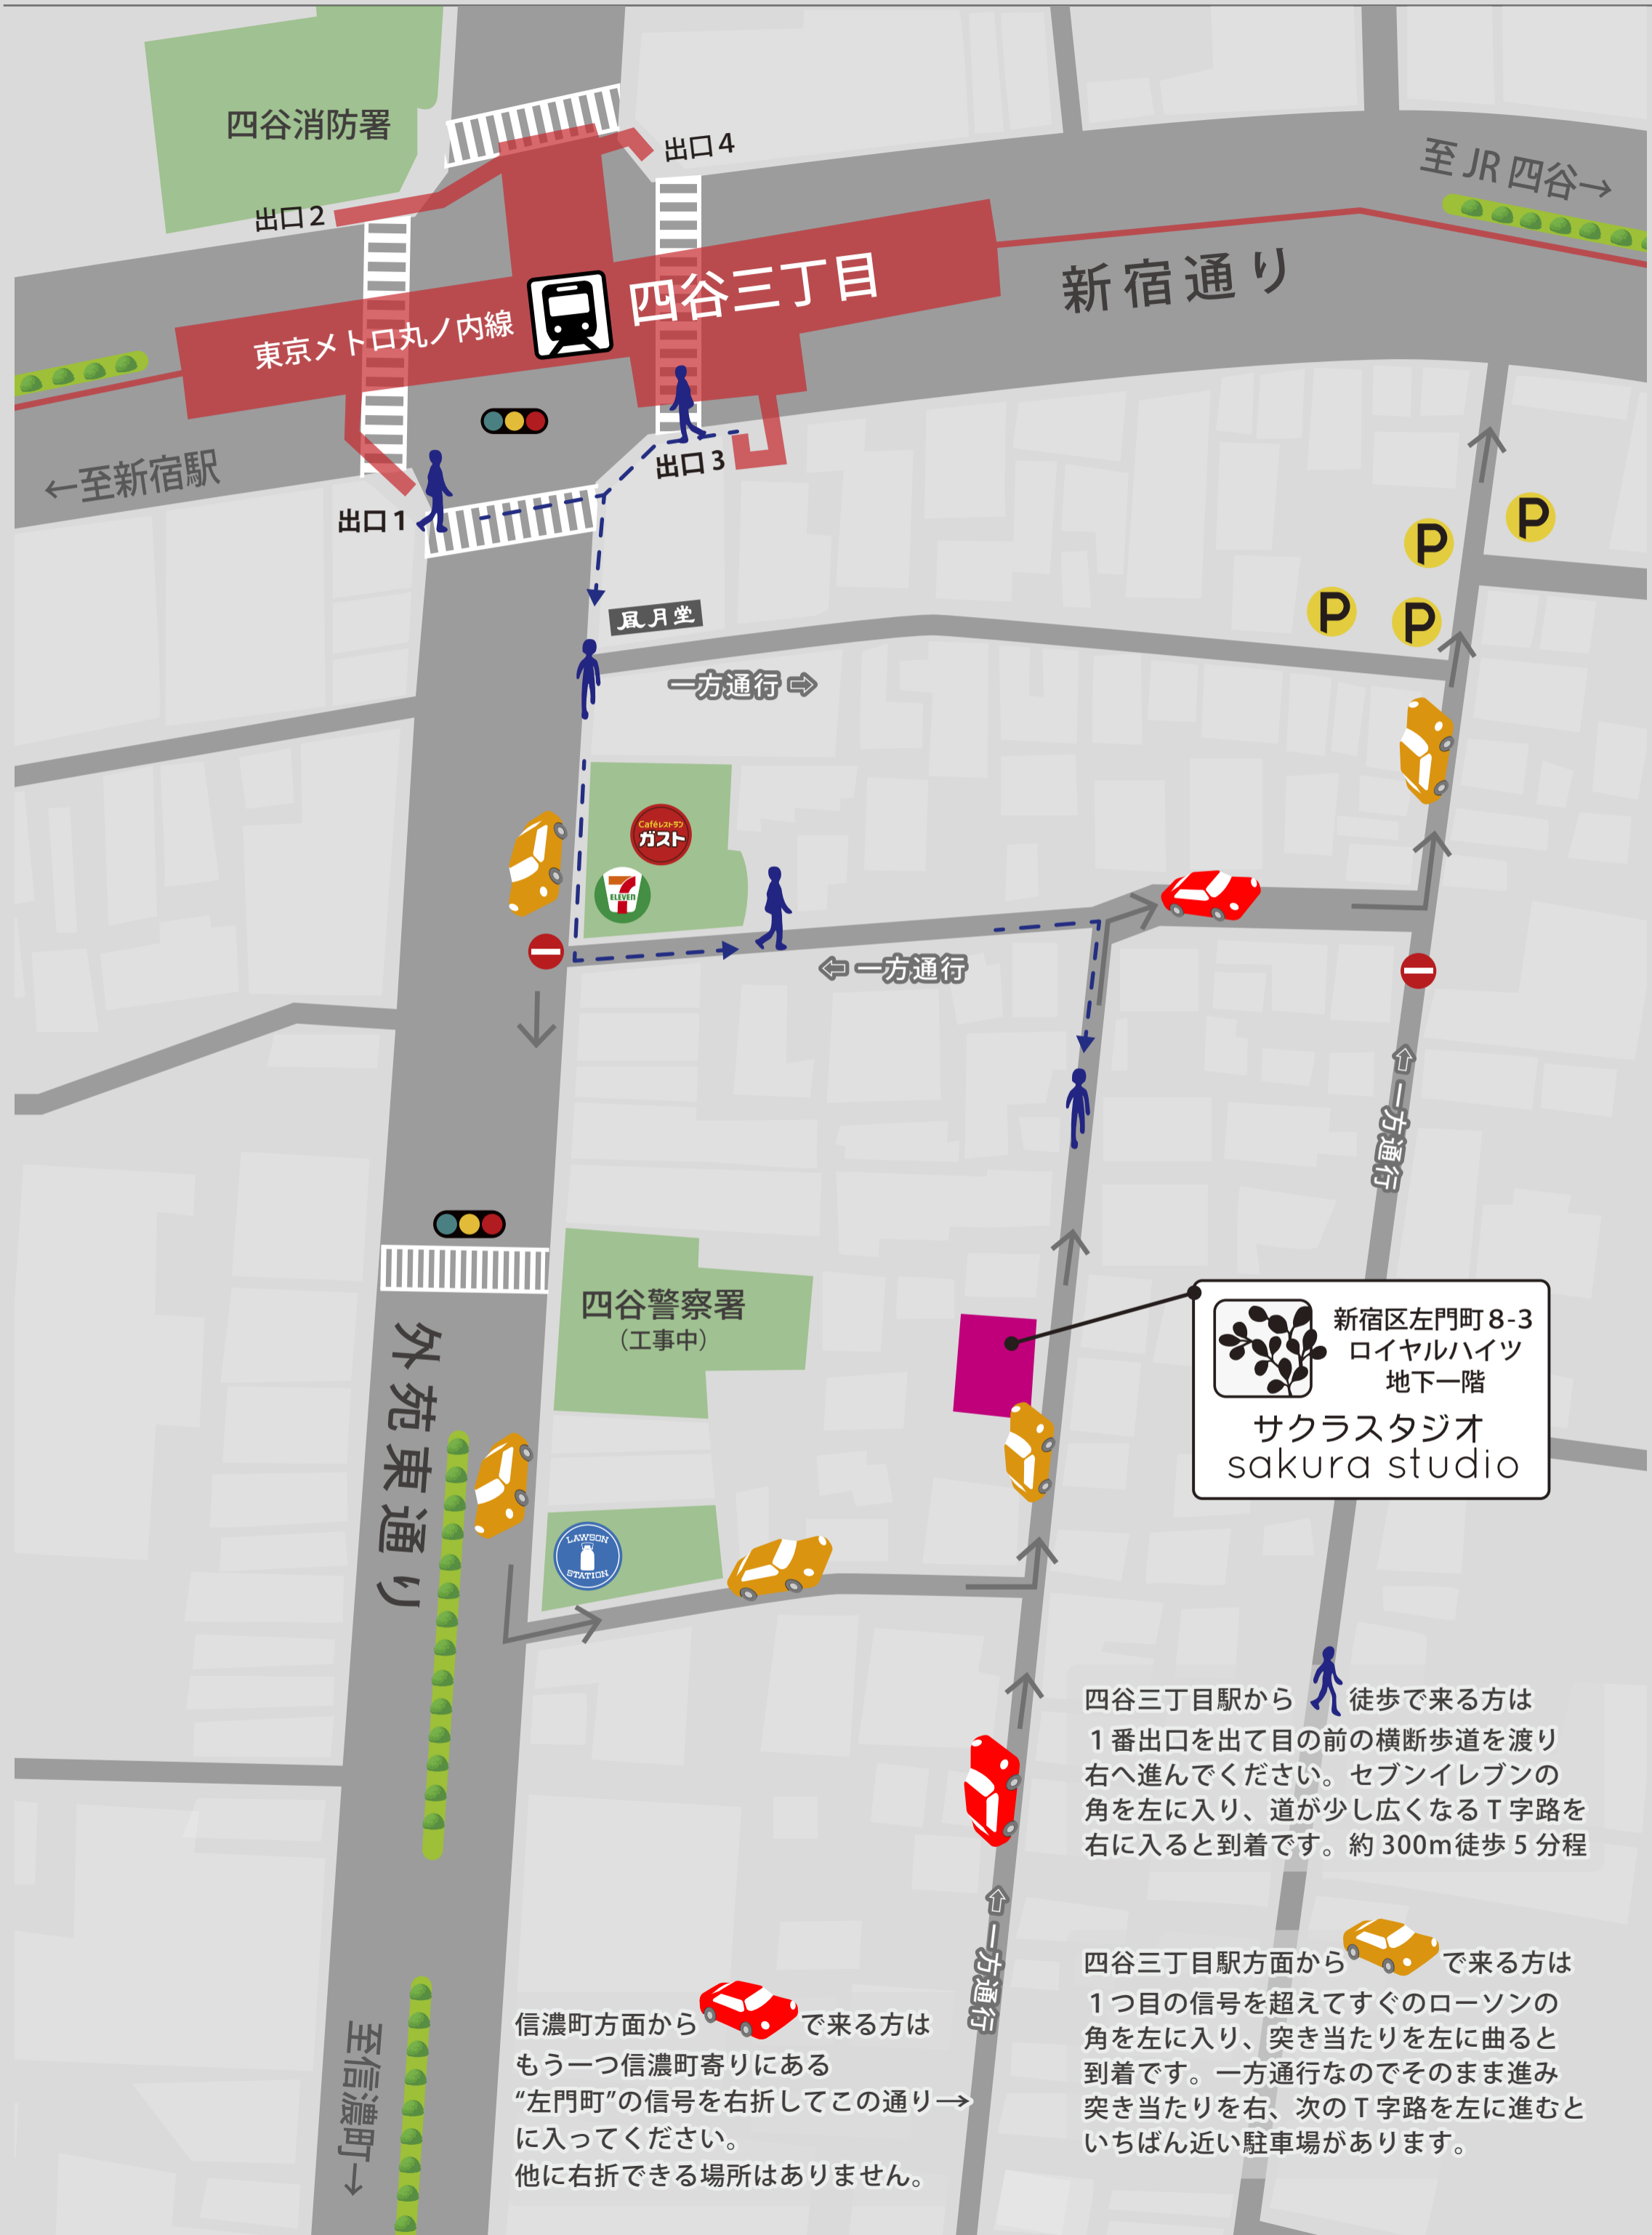 四谷消防署
出口4
至JR四谷→
出口2
新宿通り
四谷三丁目
東京メトロ丸ノ内線
←至新宿駅
出口3
出口1
風月堂
一方通行⇨
Caféレストラン
ガスト
7
ELEVEN
⇦一方通行
⇦一方通行
四谷警察署
(工事中)
新宿区左門町8-3
ロイヤルハイツ
地下一階
サクラスタジオ
sakura studio
外苑東通り
LAWSON
STATION
P
P
P
P
四谷三丁目駅から 徒歩で来る方は
1番出口を出て目の前の横断歩道を渡り
右へ進んでください。セブンイレブンの
角を左に入り、道が少し広くなるT字路を
右に入ると到着です。約300m徒歩5分程
⇦一方通行
四谷三丁目駅方面から で来る方は
1つ目の信号を超えてすぐのローソンの
角を左に入り、突き当たりを左に曲ると
到着です。一方通行なのでそのまま進み
突き当たりを右、次のT字路を左に進むと
いちばん近い駐車場があります。
信濃町方面から で来る方は
もう一つ信濃町寄りにある
“左門町”の信号を右折してこの通り→
に入ってください。
他に右折できる場所はありません。
至信濃町→